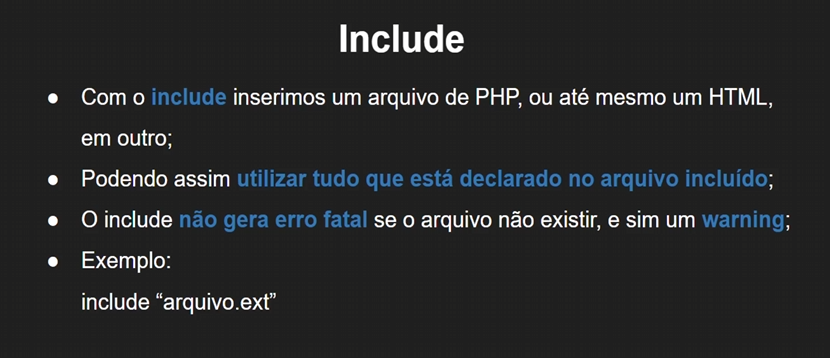 Include
● Com o include inserimos um arquivo de PHP, ou até mesmo um HTML,
em outro;
● Podendo assim utilizar tudo que está declarado no arquivo incluído;
● O include não gera erro fatal se o arquivo não existir, e sim um warning;
● Exemplo:
include “arquivo.ext”